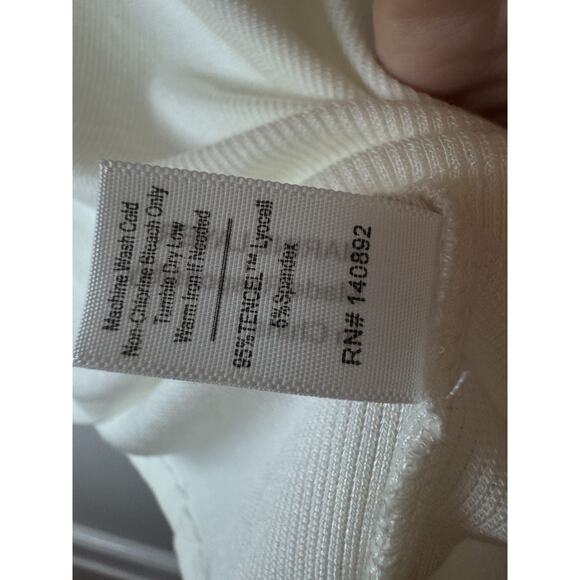 Machine Wash Cold
Non-Chlorine Bleach Only
Tumble Dry Low
Warm Iron If Needed
95%TENCEL™ Lyocell
5%Spandex
RN# 140892